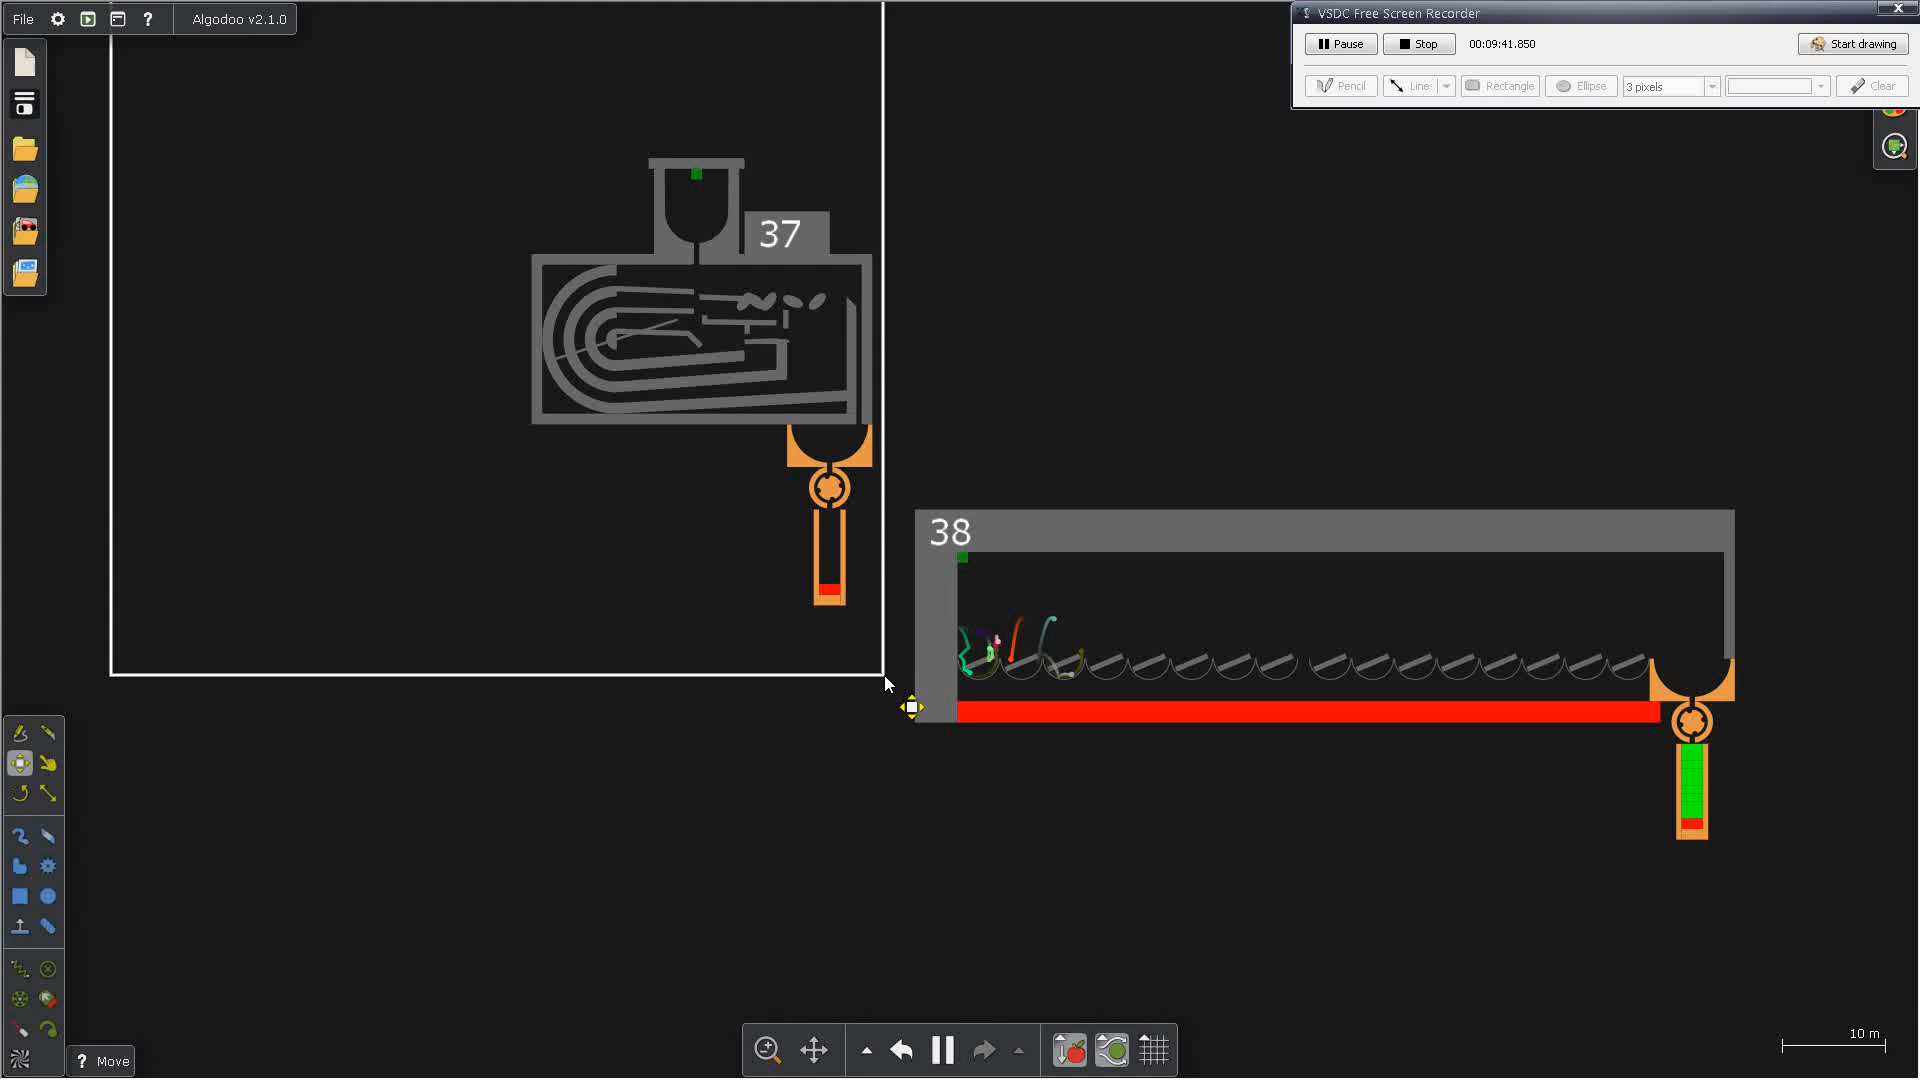 File ? Algodoo v2.1.0
VSDC Free Screen Recorder
Pause Stop 00:09:41.850 Start drawing
Pencil Line Rectangle Ellipse 3 pixels Clear
37
38
10 m
? Move